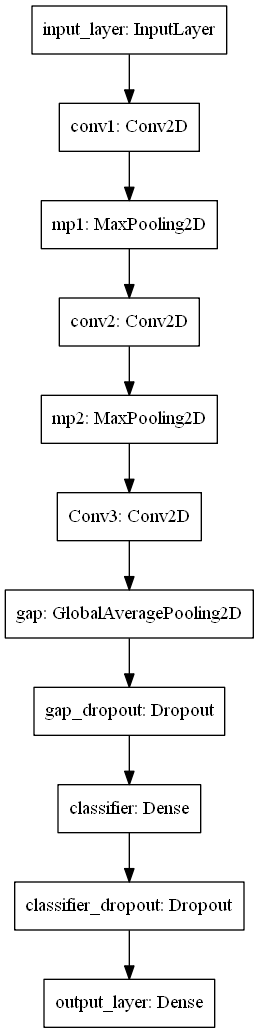 input_layer: InputLayer
conv1: Conv2D
mp1: MaxPooling2D
conv2: Conv2D
mp2: MaxPooling2D
Conv3: Conv2D
gap: GlobalAveragePooling2D
gap_dropout: Dropout
classifier: Dense
classifier_dropout: Dropout
output_layer: Dense